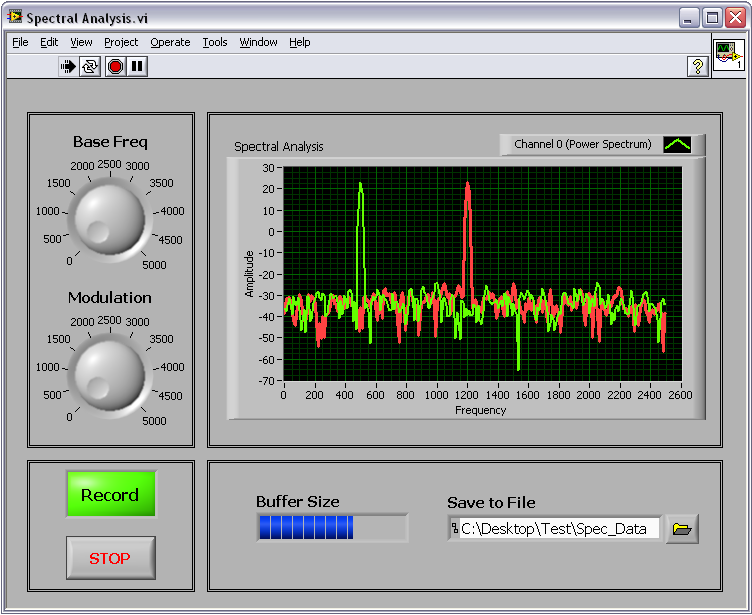 Spectral Analysis.vi
File Edit View Project Operate Tools Window Help
?
1
Base Freq
0 500 1000 1500 2000 2500 3000 3500 4000 4500 5000
Modulation
0 500 1000 1500 2000 2500 3000 3500 4000 4500 5000
Spectral Analysis
Channel 0 (Power Spectrum)
Amplitude
30
20
10
0
-10
-20
-30
-40
-50
-60
-70
0 200 400 600 800 1000 1200 1400 1600 1800 2000 2200 2400 2600
Frequency
Record
STOP
Buffer Size
Save to File
C:\Desktop\Test\Spec_Data